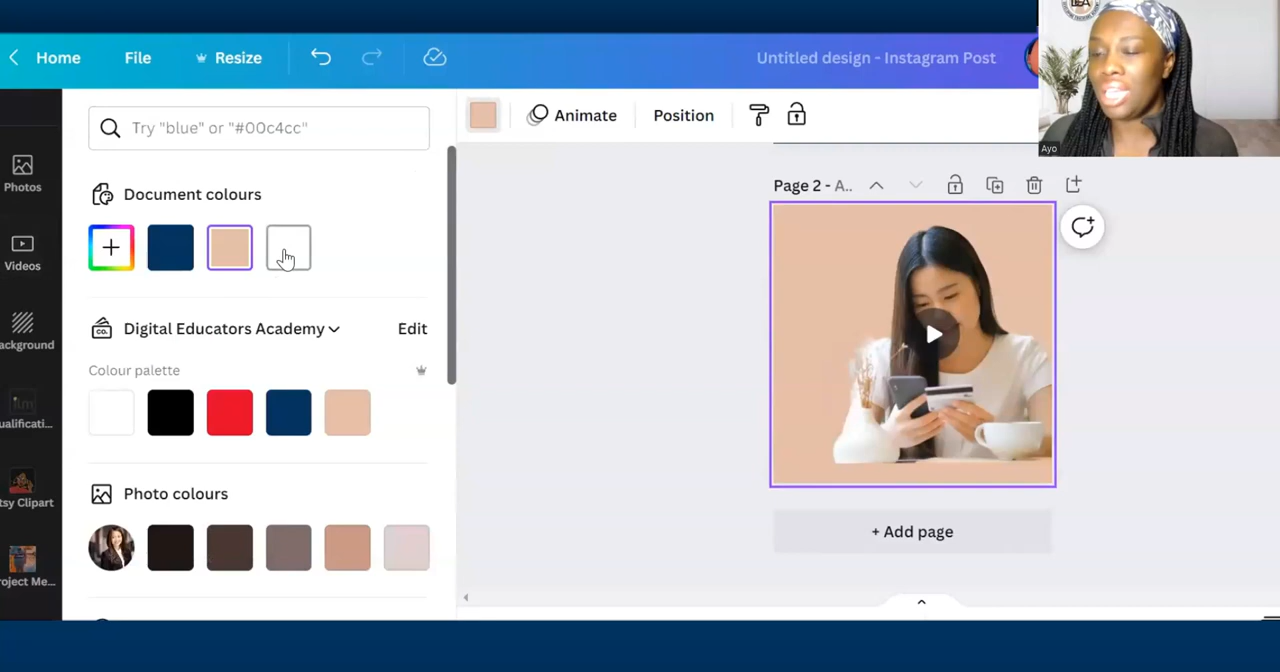 Home
File
Resize
Untitled design - Instagram Post
Ayo
Try "blue" or "#00c4cc"
Animate
Position
Photos
Videos
ackground
ualificati...
tsy Clipart
roject Me...
Document colours
Digital Educators Academy
Edit
CO.
Colour palette
Photo colours
Page 2 - A..
+ Add page